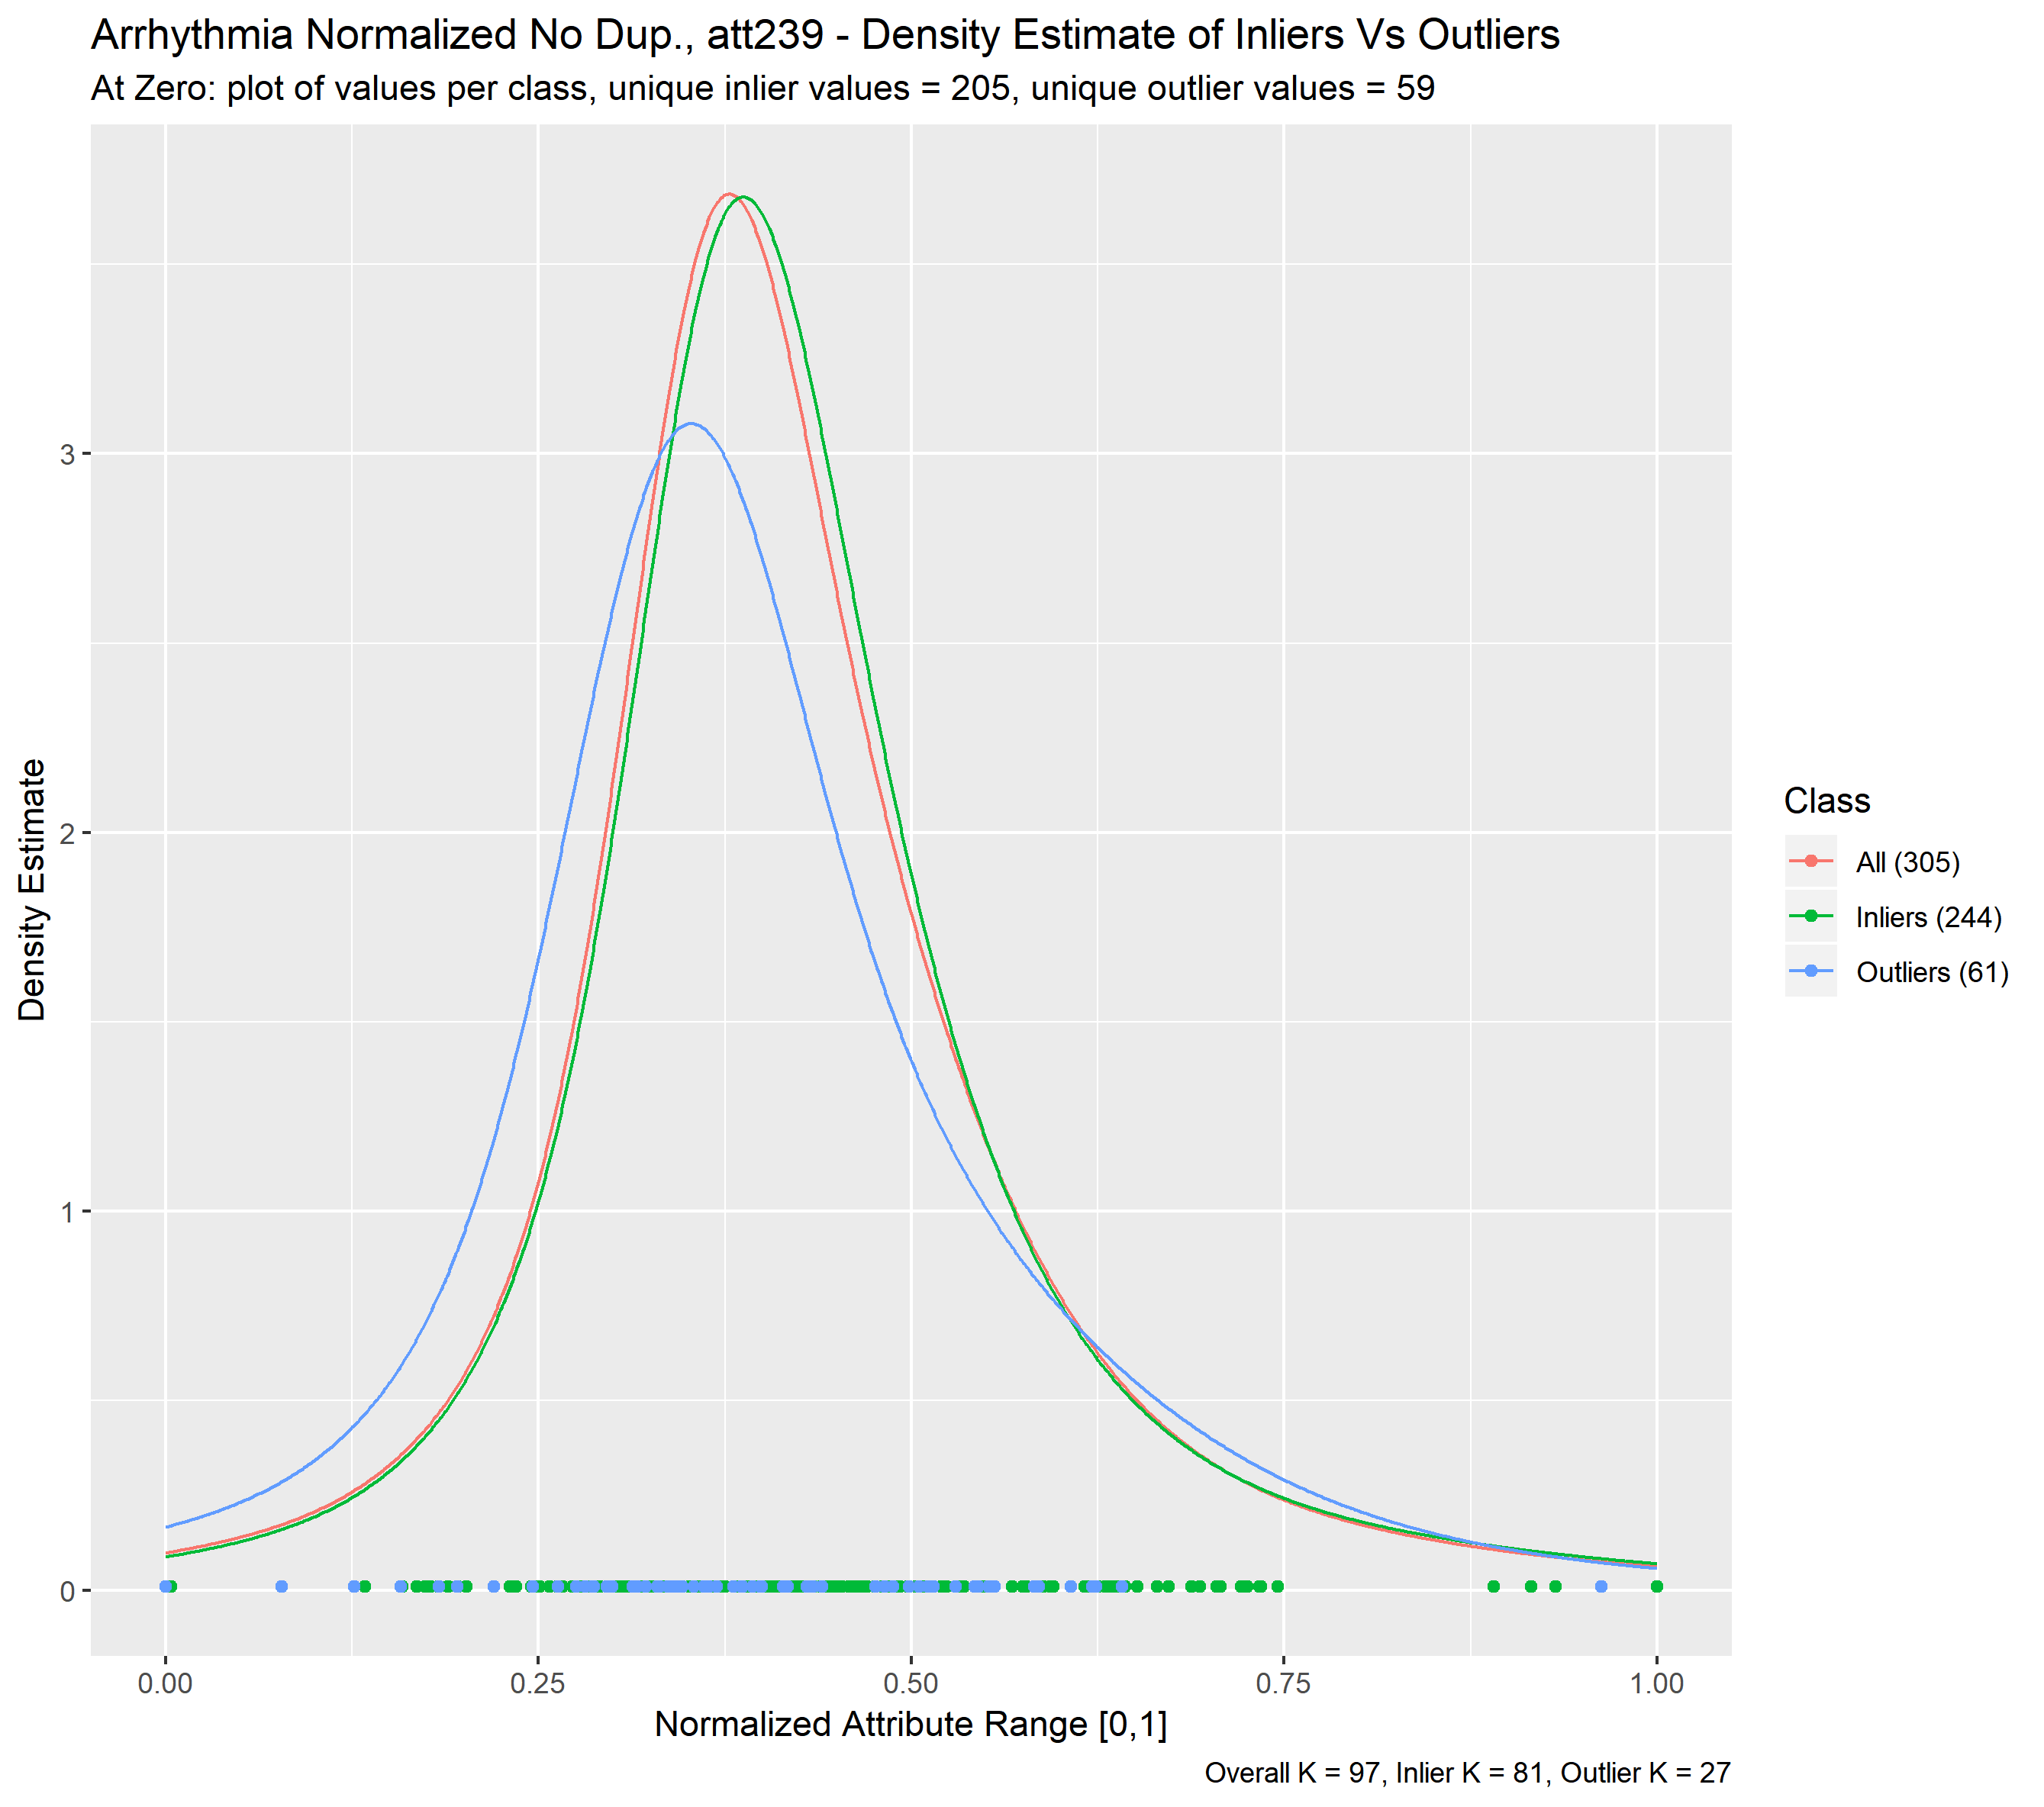 Arrhythmia Normalized No Dup., att239 - Density Estimate of Inliers Vs Outliers
At Zero: plot of values per class, unique inlier values = 205, unique outlier values = 59
Density Estimate
3
2
1
0
0.00 0.25 0.50 0.75 1.00
Normalized Attribute Range [0,1]
Class
All (305)
Inliers (244)
Outliers (61)
Overall K = 97, Inlier K = 81, Outlier K = 27